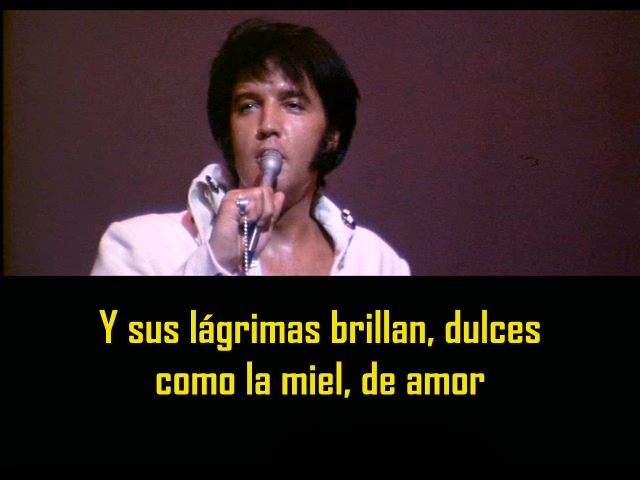 Y sus lágrimas brillan, dulces
como la miel, de amor